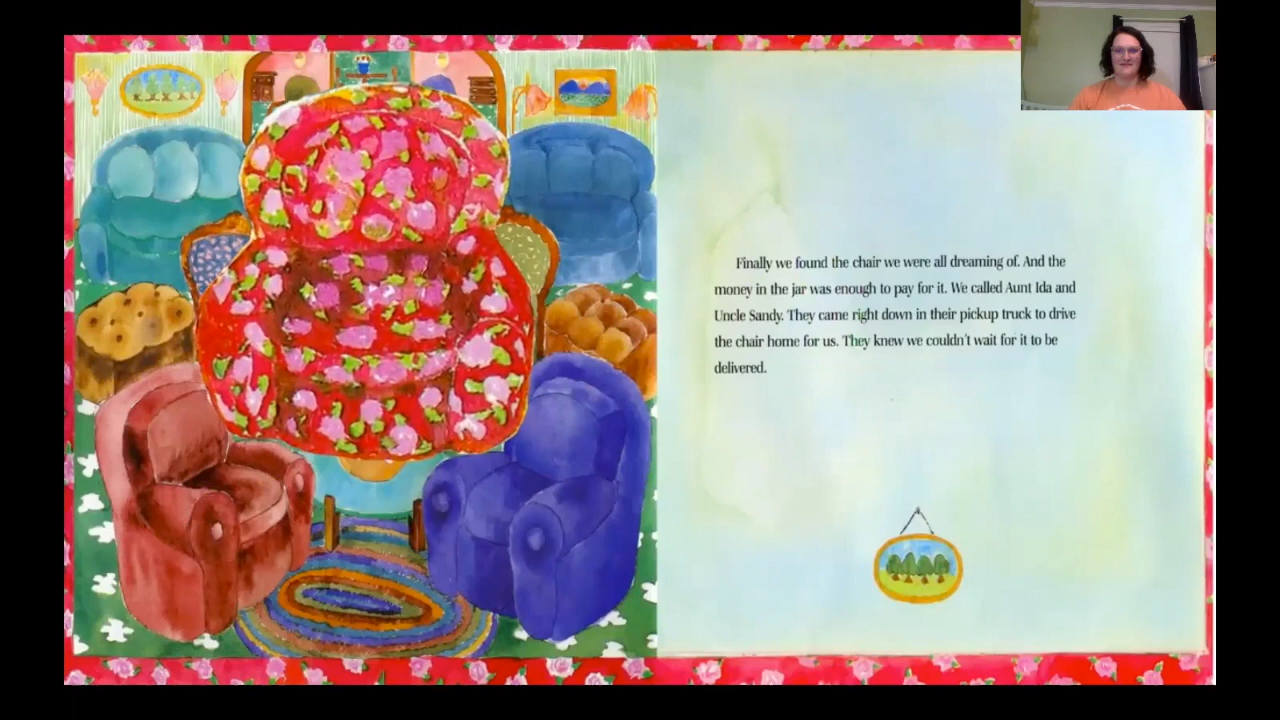 Finally we found the chair we were all dreaming of. And the
money in the jar was enough to pay for it. We called Aunt Ida and
Uncle Sandy. They came right down in their pickup truck to drive
the chair home for us. They knew we couldn't wait for it to be
delivered.